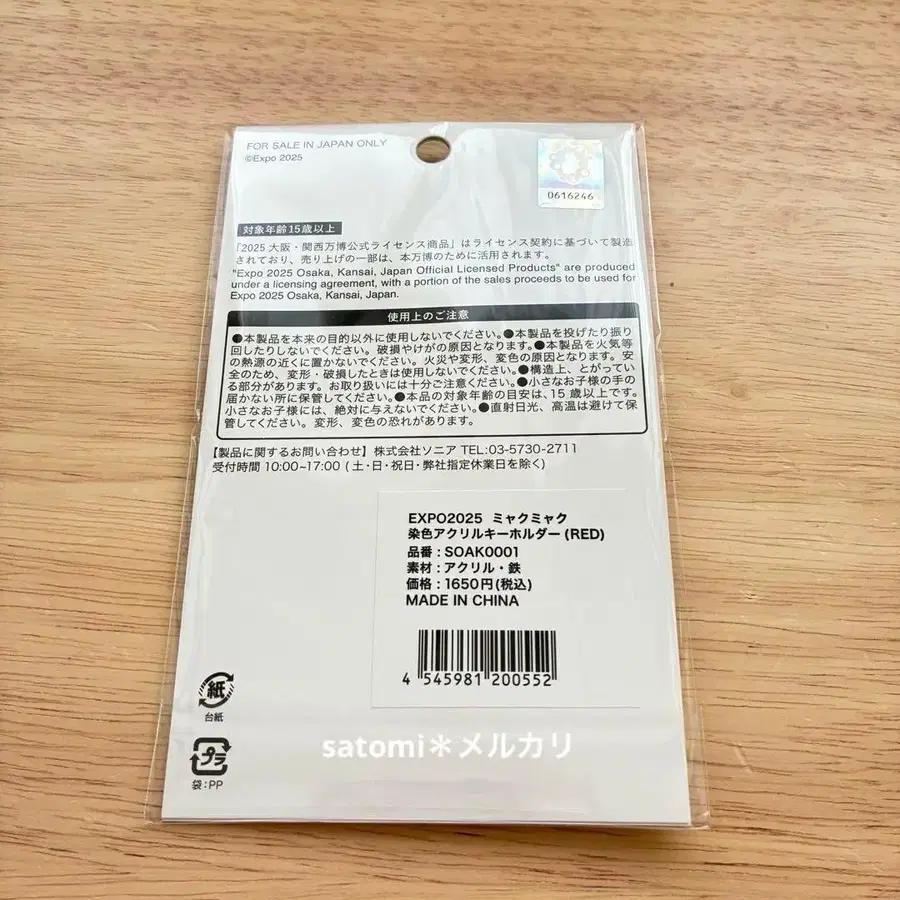 FOR SALE IN JAPAN ONLY
©Expo 2025
0616246
対象年齢15歳以上
「2025 大阪・関西万博公式ライセンス商品」はライセンス契約に基づいて製造
されており、売り上げの一部は、本万博のために活用されます。
"Expo 2025 Osaka, Kansai, Japan Official Licensed Products" are produced
under a licensing agreement, with a portion of the sales proceeds to be used for
Expo 2025 Osaka, Kansai, Japan.
使用上のご注意
●本製品を本来の目的以外に使用しないでください。●本製品を投げたり振り
回したりしないでください。破損やけがの原因となります。●本製品を火気等
の熱源の近くに置かないでください。火災や変形、変色の原因となります。安
全のため、変形・破損したときは使用しないでください。●構造上、とがってい
る部分があります。お取り扱いには十分ご注意ください。●小さなお子様の手の
届かない所に保管してください。●本品の対象年齢の目安は、15歳以上です。
小さなお子様には、絶対に与えないでください。●直射日光、高温は避けて保
管してください。変形、変色の恐れがあります。
【製品に関するお問い合わせ】株式会社ソニア TEL:03-5730-2711
受付時間 10:00~17:00 (土・日・祝日・弊社指定休業日を除く)
EXPO2025 ミャクミャク
染色アクリルキーホルダー (RED)
品番 : SOAK0001
素材 : アクリル・鉄
価格 : 1650円(税込)
MADE IN CHINA
4 545981 200552
紙
台紙
プラ
袋:PP
satomi＊メルカリ